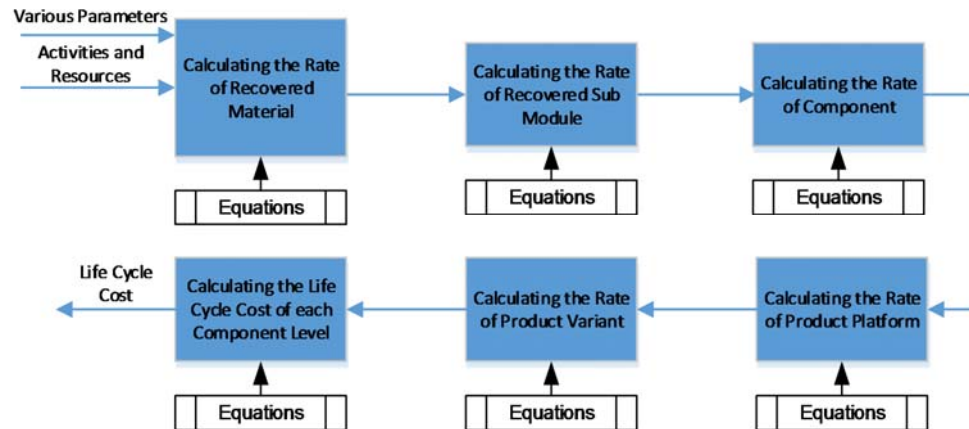 Various Parameters
Activities and
Resources
Calculating the Rate
of Recovered
Material
Calculating the Rate
of Recovered Sub
Module
Calculating the Rate
of Component
Equations
Equations
Equations
Life Cycle
Cost
Calculating the Life
Cycle Cost of each
Component Level
Calculating the Rate
of Product Variant
Calculating the Rate
of Product Platform
Equations
Equations
Equations